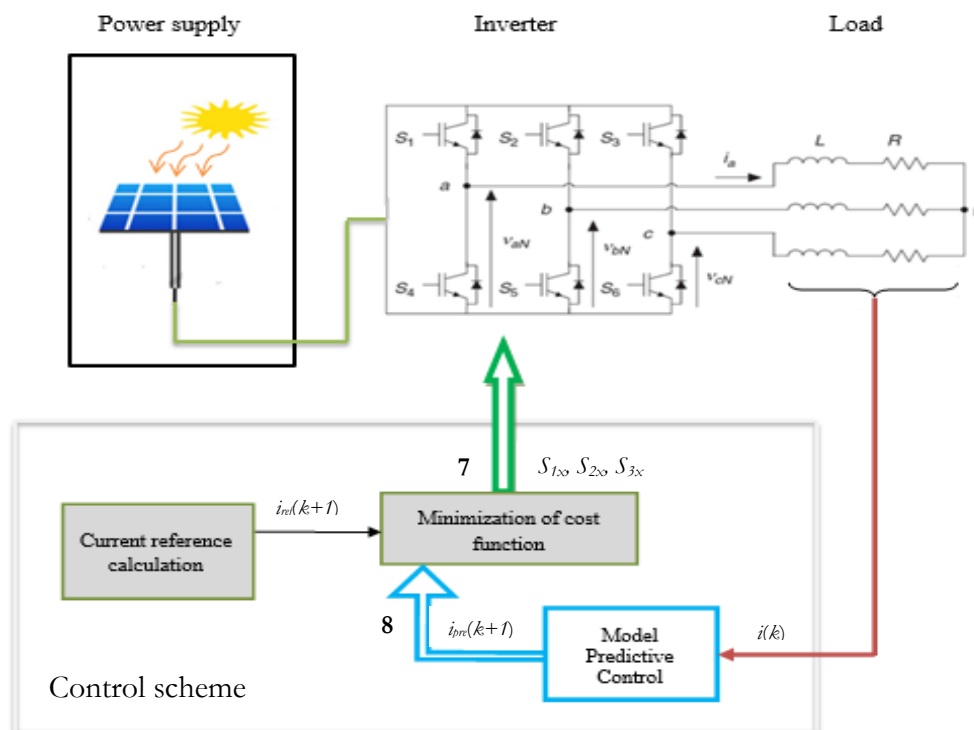 Power supply
Inverter
Load
S1
S2
S3
ia
L
R
a
b
c
vaN
vbN
vcN
S4
S5
S6
7
S1x, S2x, S3x
iref(k+1)
Minimization of cost
function
Current reference
calculation
8
ipre(k+1)
Model
Predictive
Control
i(k)
Control scheme